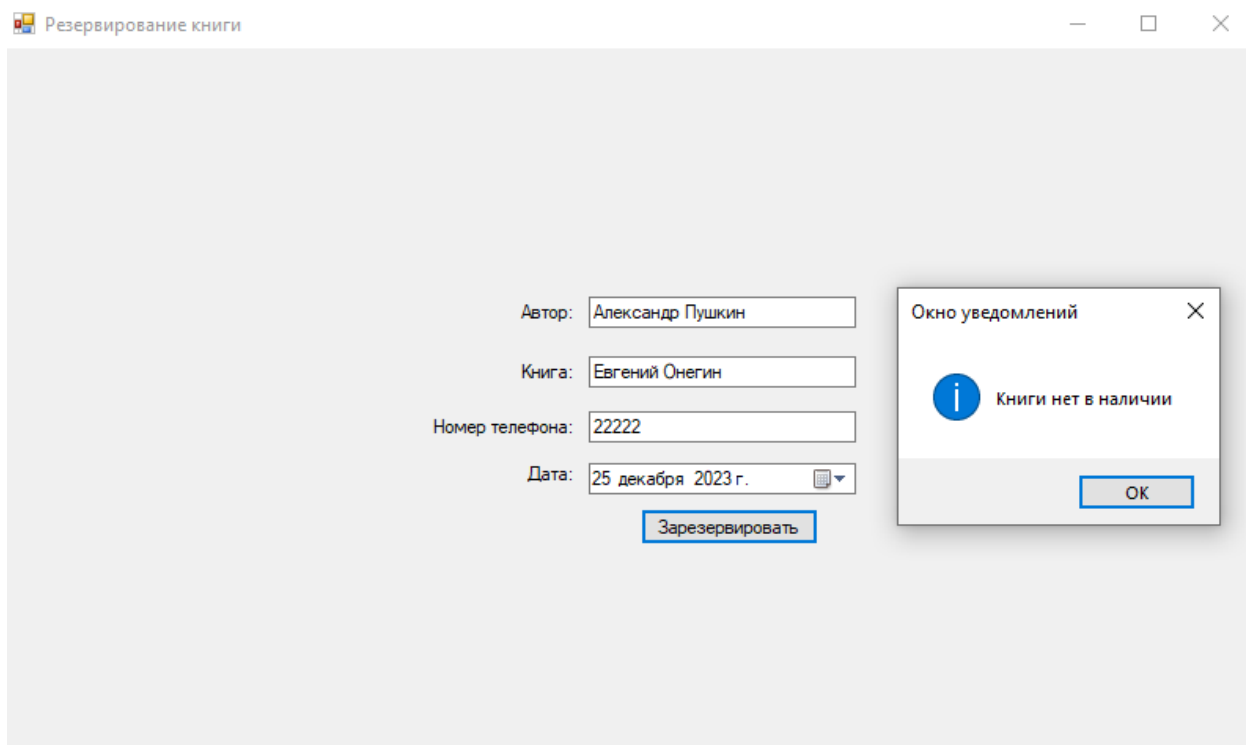 Резервирование книги
Автор: Александр Пушкин
Книга: Евгений Онегин
Номер телефона: 22222
Дата: 25 декабря 2023 г.
Зарезервировать
Окно уведомлений
Книги нет в наличии
ОК